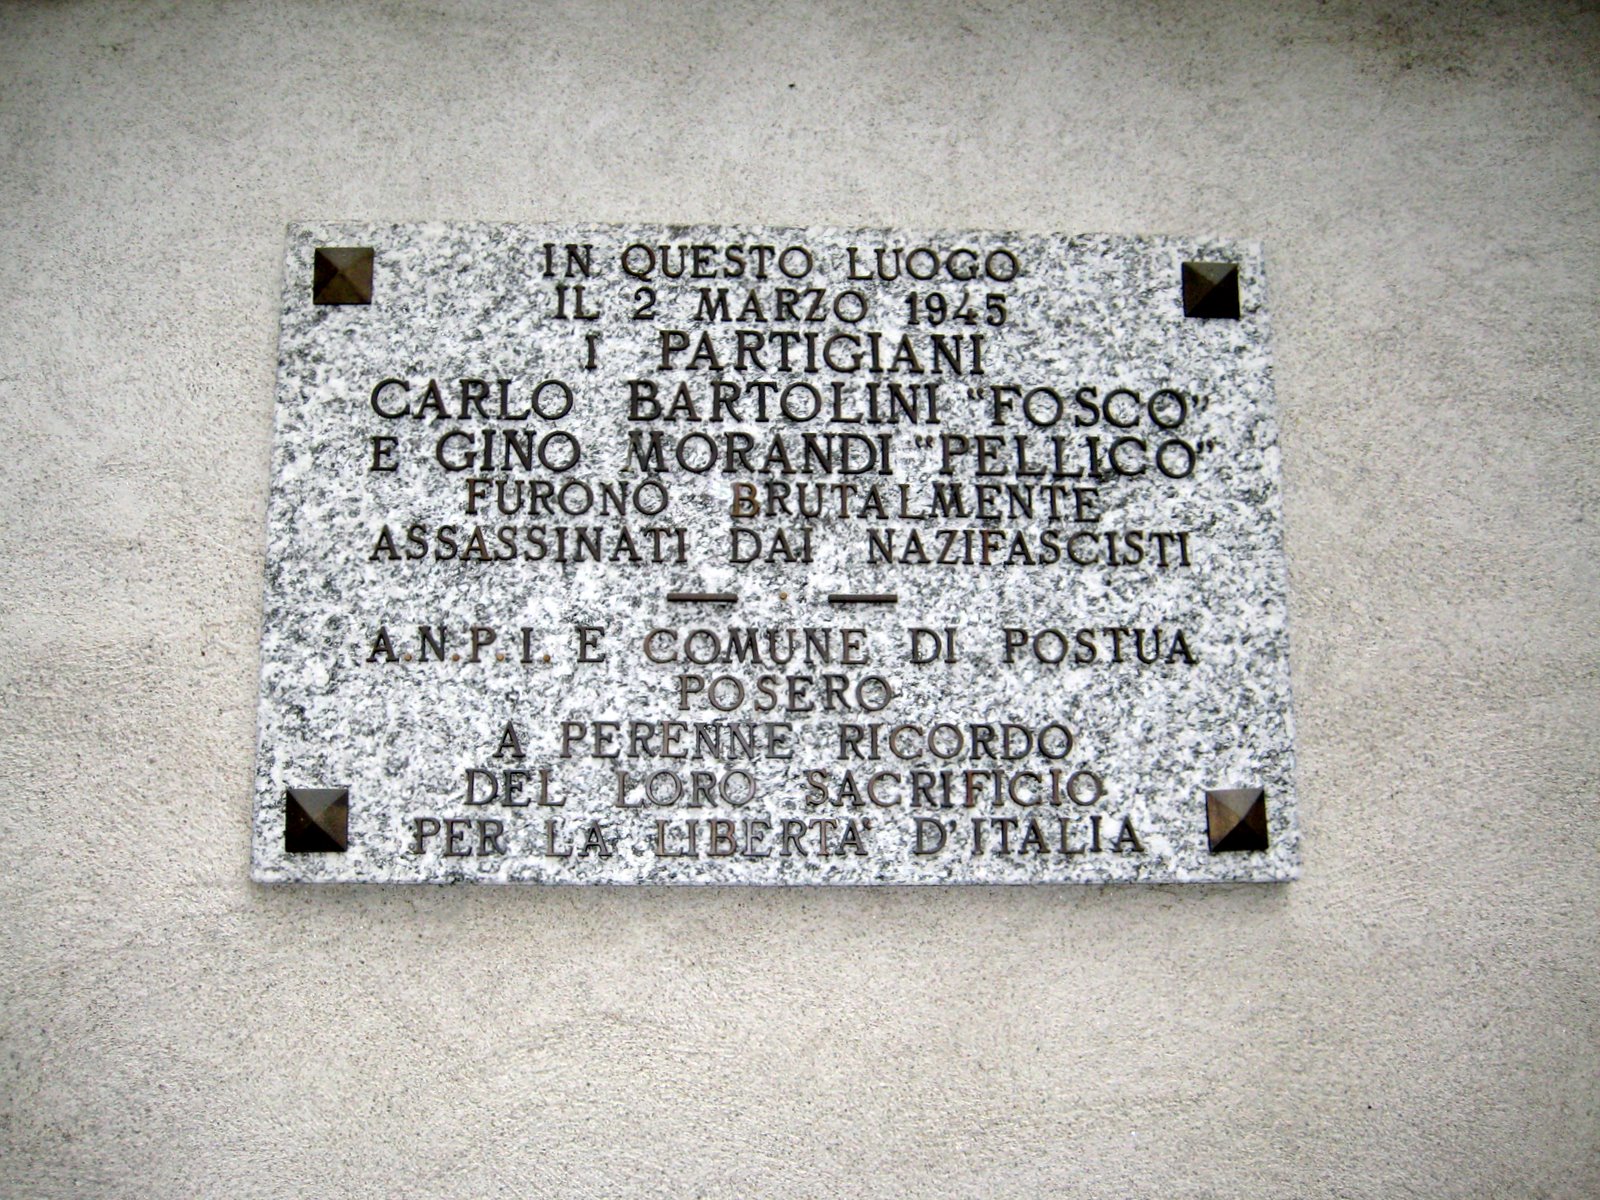 IN QUESTO LUOGO
IL 2 MARZO 1945
I PARTIGIANI
CARLO BARTOLINI "FOSCO"
E GINO MORANDI "PELLICO"
FURONO BRUTALMENTE
ASSASSINATI DAI NAZIFASCISTI
A.N.P.I. E COMUNE DI POSTUA
POSERO
A PERENNE RICORDO
DEL LORO SACRIFICIO
PER LA LIBERTA' D'ITALIA